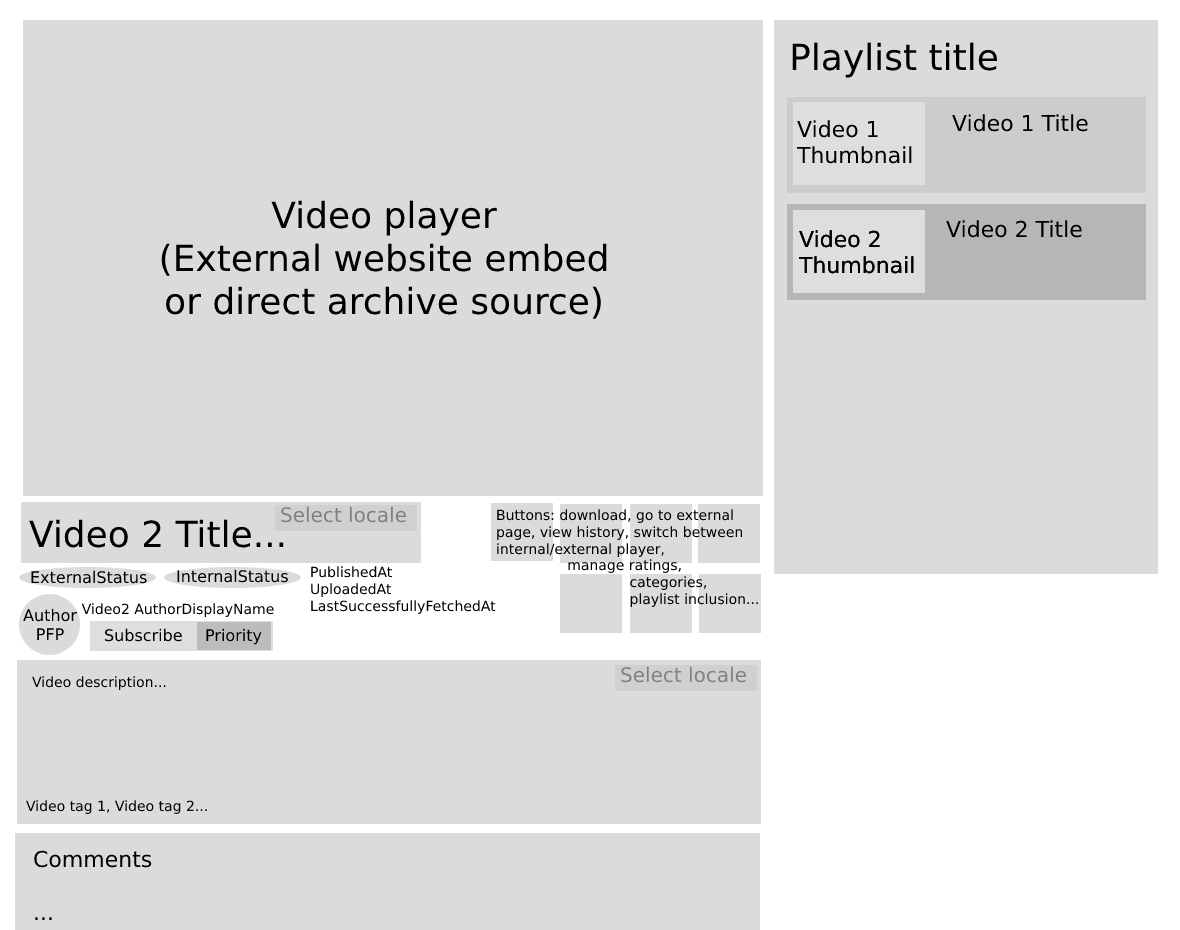 Video player
(External website embed
or direct archive source)
Playlist title
Video 1
Thumbnail
Video 1 Title
Video 2
Thumbnail
Video 2 Title
Video 2 Title...
Select locale
Buttons: download, go to external
page, view history, switch between
internal/external player,
manage ratings,
categories,
playlist inclusion...
ExternalStatus
InternalStatus
PublishedAt
UploadedAt
LastSuccessfullyFetchedAt
Author
PFP
Video2 AuthorDisplayName
Subscribe
Priority
Video description...
Select locale
Video tag 1, Video tag 2...
Comments
...